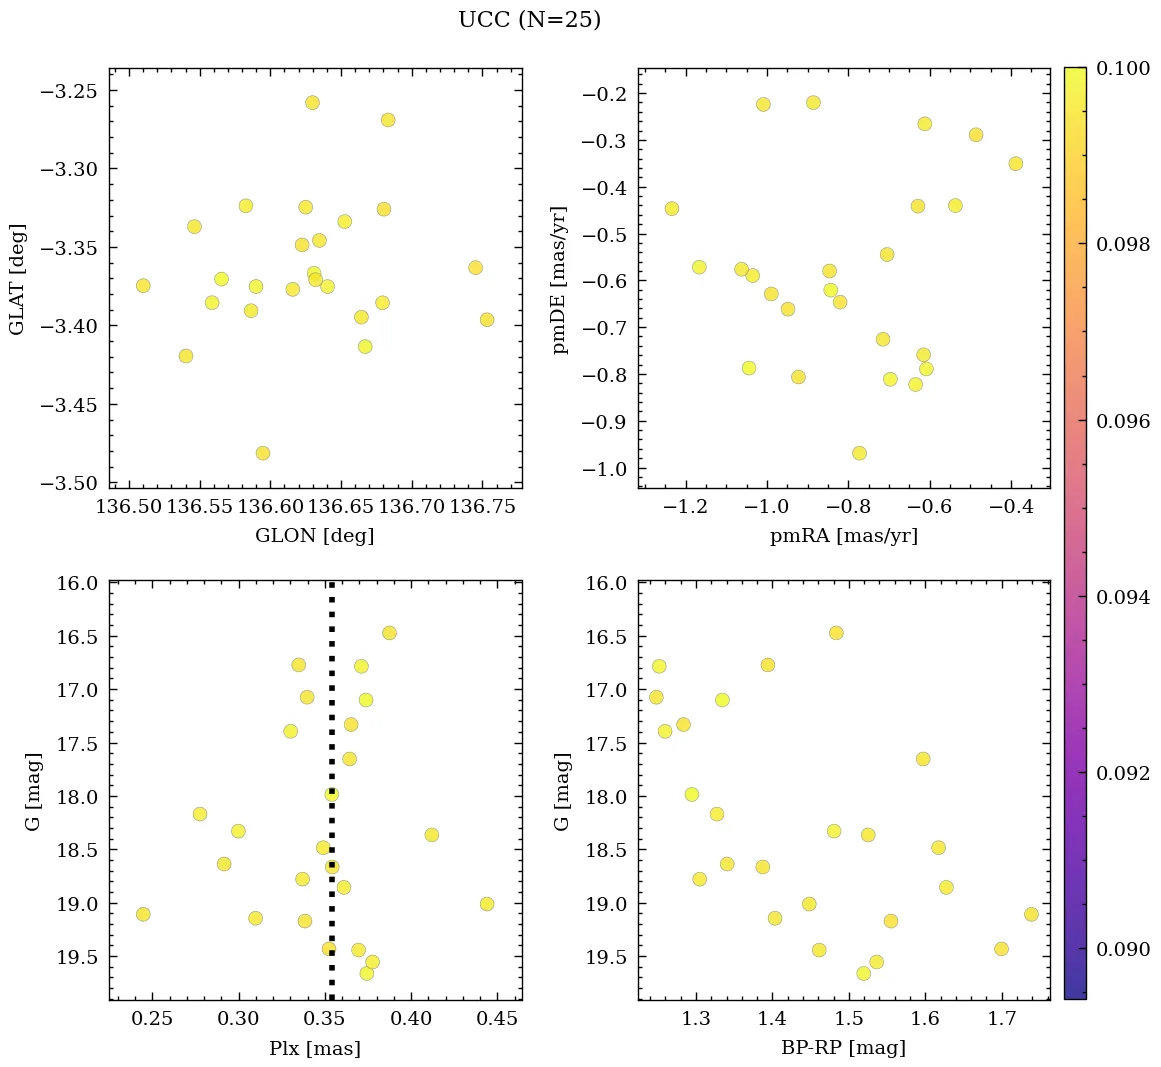 UCC (N=25)
−3.25
−3.30
−3.35
−3.40
−3.45
−3.50
GLAT [deg]
136.50 136.55 136.60 136.65 136.70 136.75
GLON [deg]
−0.2
−0.3
−0.4
−0.5
−0.6
−0.7
−0.8
−0.9
−1.0
pmDE [mas/yr]
−1.2 −1.0 −0.8 −0.6 −0.4
pmRA [mas/yr]
16.0
16.5
17.0
17.5
18.0
18.5
19.0
19.5
G [mag]
0.25 0.30 0.35 0.40 0.45
Plx [mas]
16.0
16.5
17.0
17.5
18.0
18.5
19.0
19.5
G [mag]
1.3 1.4 1.5 1.6 1.7
BP-RP [mag]
0.100
0.098
0.096
0.094
0.092
0.090